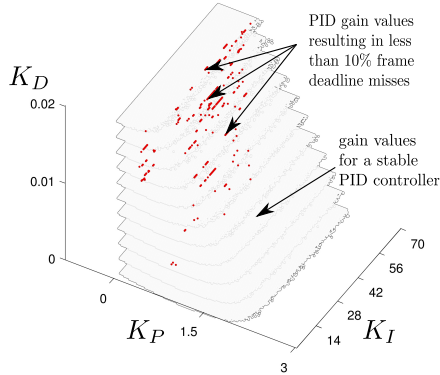 PID gain values
resulting in less
than 10% frame
deadline misses
K_D
0.02
gain values
for a stable
PID controller
0.01
70
0
56
0
42
28
K_P
1.5
14
K_I
3